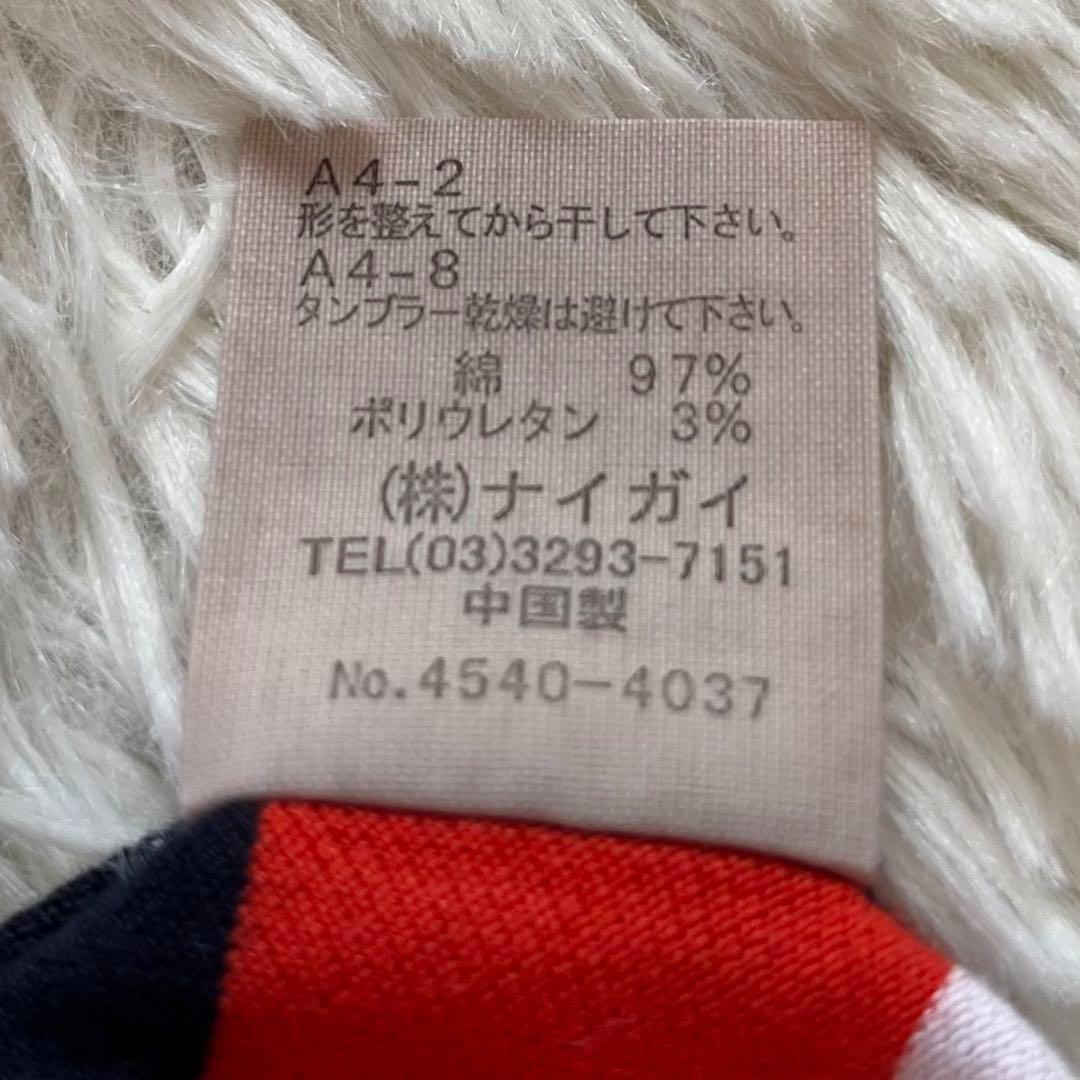 A4-2
形を整えてから干して下さい。
A4-8
タンブラー乾燥は避けて下さい。
綿 97%
ポリウレタン 3%
(株)ナイガイ
TEL(03)3293-7151
中国製
No.4540-4037